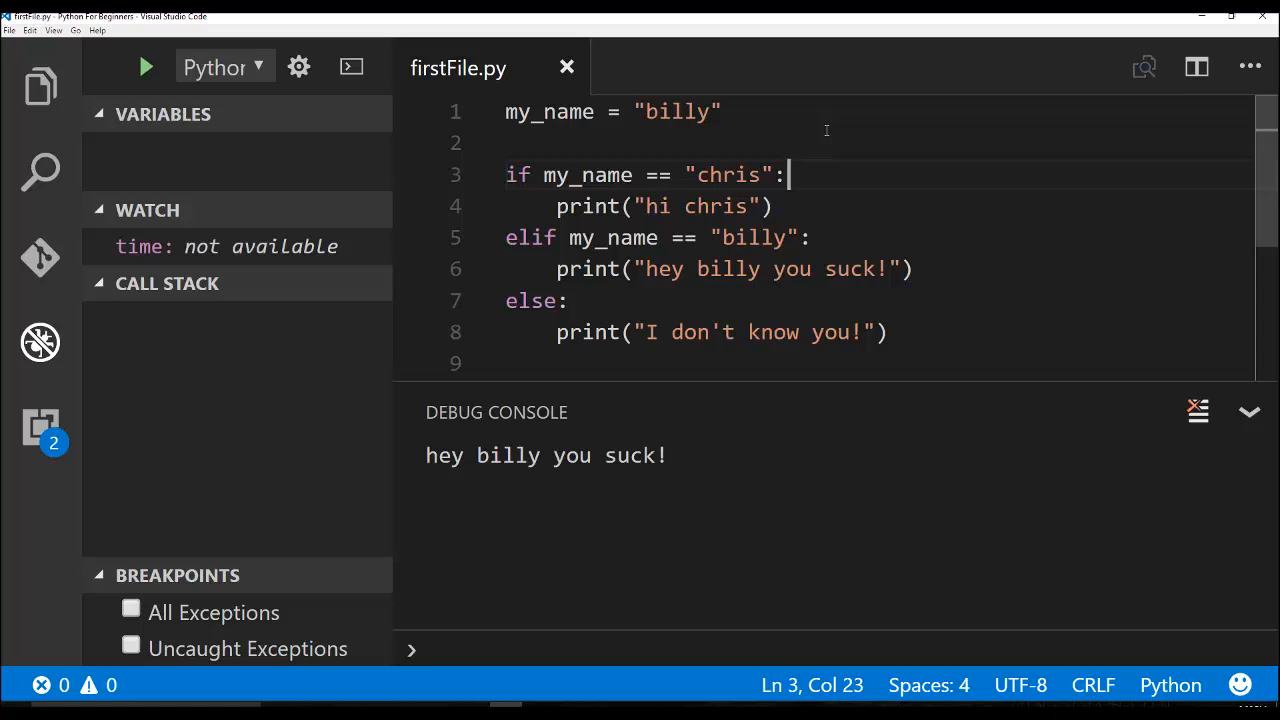 firstFile.py - Python For Beginners - Visual Studio Code
File Edit View Go Help
Python
firstFile.py
VARIABLES
WATCH
time: not available
CALL STACK
BREAKPOINTS
All Exceptions
Uncaught Exceptions
2
1 my_name = "billy"
2
3 if my_name == "chris":
4     print("hi chris")
5 elif my_name == "billy":
6     print("hey billy you suck!")
7 else:
8     print("I don't know you!")
9
DEBUG CONSOLE
hey billy you suck!
0 0 Ln 3, Col 23 Spaces: 4 UTF-8 CRLF Python